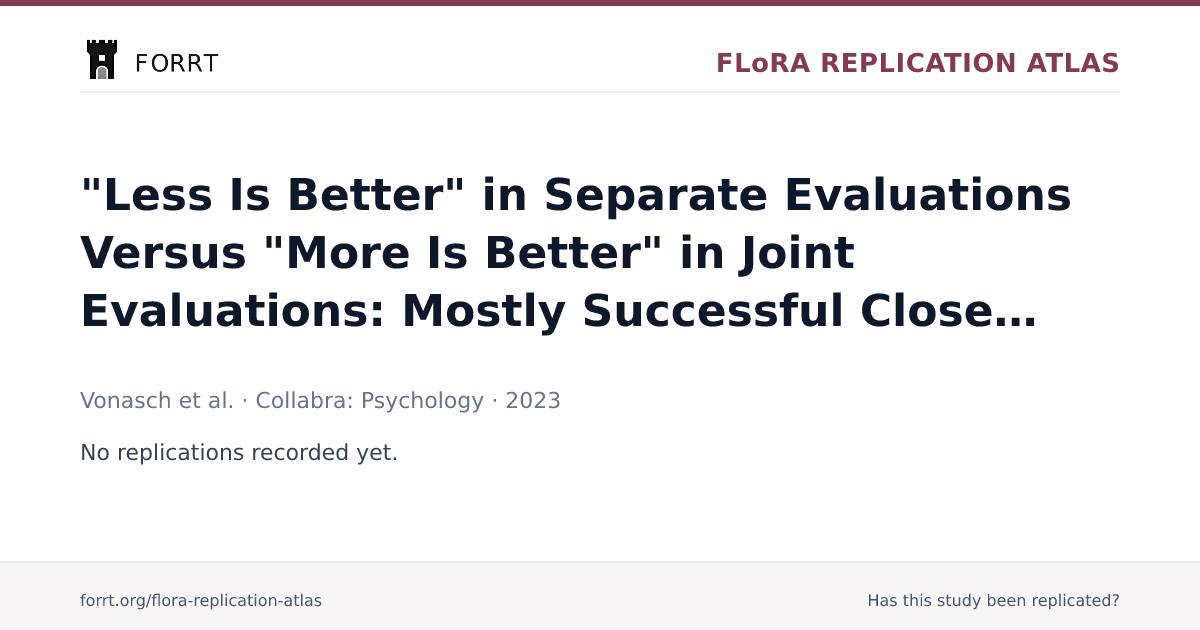 FORRT
FLoRA REPLICATION ATLAS
"Less Is Better" in Separate Evaluations
Versus "More Is Better" in Joint
Evaluations: Mostly Successful Close…
Vonasch et al. · Collabra: Psychology · 2023
No replications recorded yet.
forrt.org/flora-replication-atlas
Has this study been replicated?